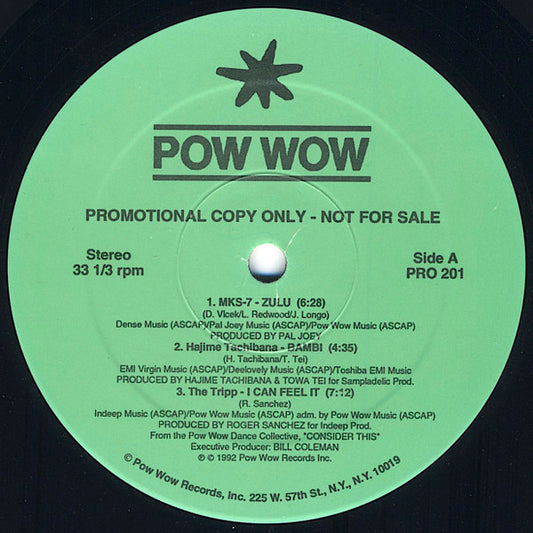 POW WOW
PROMOTIONAL COPY ONLY - NOT FOR SALE
Stereo
33 1/3 rpm
Side A
PRO 201
1. MKS-7 - ZULU (6:28)
(D. Vlcek/L. Redwood/J. Longo)
Dense Music (ASCAP)/Pal Joey Music (ASCAP)/Pow Wow Music (ASCAP)
PRODUCED BY PAL JOEY
2. Hajime Tachibana - BAMBI (4:35)
(H. Tachibana/T. Tei)
EMI Virgin Music (ASCAP)/Deelovely Music (ASCAP)/Toshiba EMI Music
PRODUCED BY HAJIME TACHIBANA & TOWA TEI for Sampladelic Prod.
3. The Tripp - I CAN FEEL IT (7:12)
(R. Sanchez)
Indeep Music (ASCAP)/Pow Wow Music (ASCAP) adm. by Pow Wow Music (ASCAP)
PRODUCED BY ROGER SANCHEZ for Indeep Prod.
From the Pow Wow Dance Collective, "CONSIDER THIS"
Executive Producer: BILL COLEMAN
℗ © 1992 Pow Wow Records Inc.
© Pow Wow Records, Inc. 225 W. 57th St., N.Y., N.Y. 10019